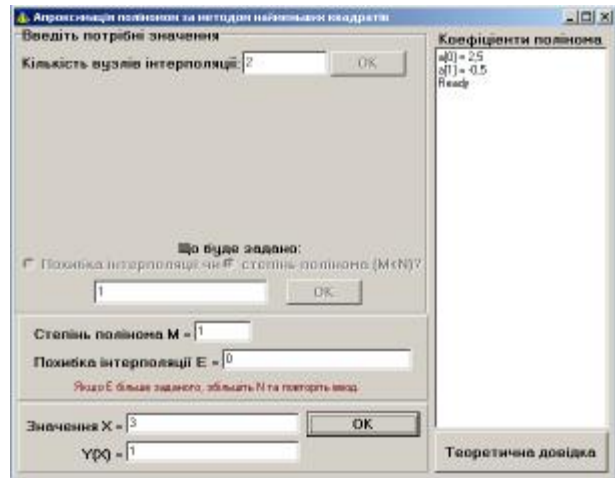 Апроксимація поліномом за методом найменьших квадратів
Введіть потрібні значення
Кількість вузлів інтерполяції: 2 OK
Що буде задано:
Похибка інтерполяції чи степінь полінома (M<N)?
1 OK
Степінь полінома M = 1
Похибка інтерполяції E = 0
Якщо E більше заданого, збільшіть N та повторіть ввод
Значення X = 3 OK
Y(X) = 1
Коефіціенти полінома
a[0] = 2,5
a[1] = -0,5
Ready
Теоретична довідка